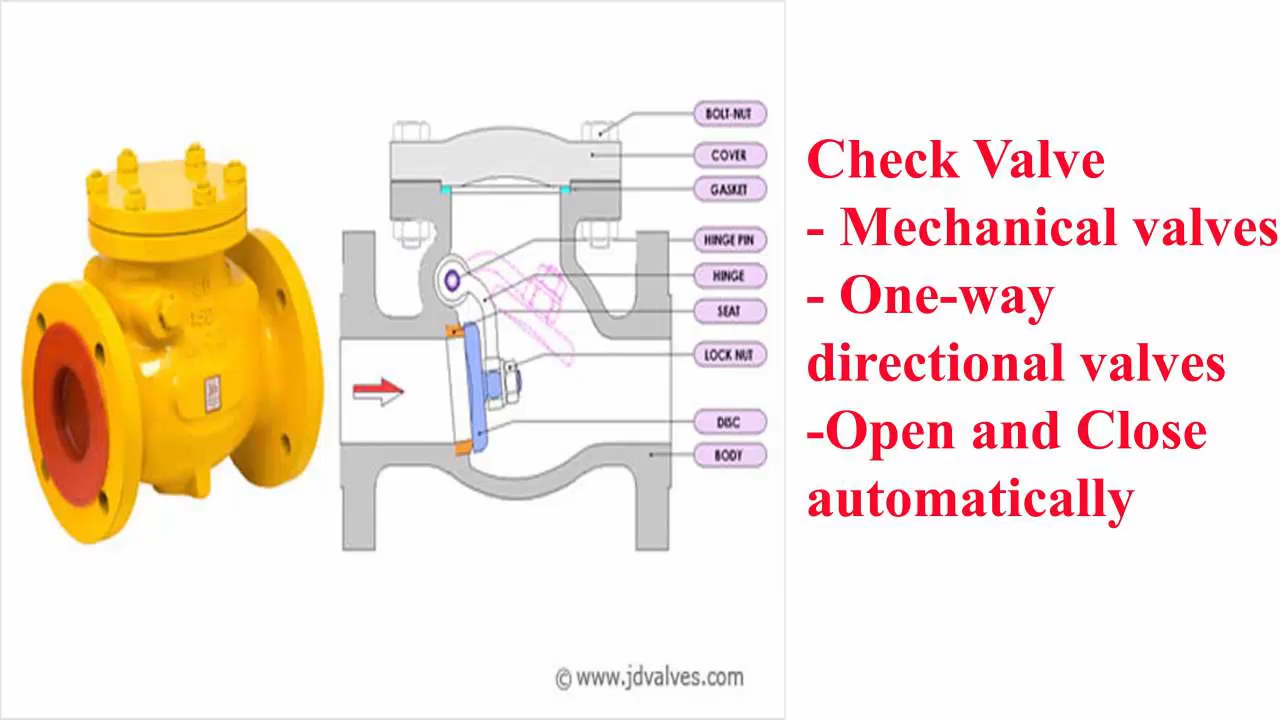 BOLT-NUT
COVER
GASKET
HINGE PIN
HINGE
SEAT
LOCK NUT
DISC
BODY
© www.jdvalves.com
Check Valve
- Mechanical valves
- One-way
directional valves
-Open and Close
automatically